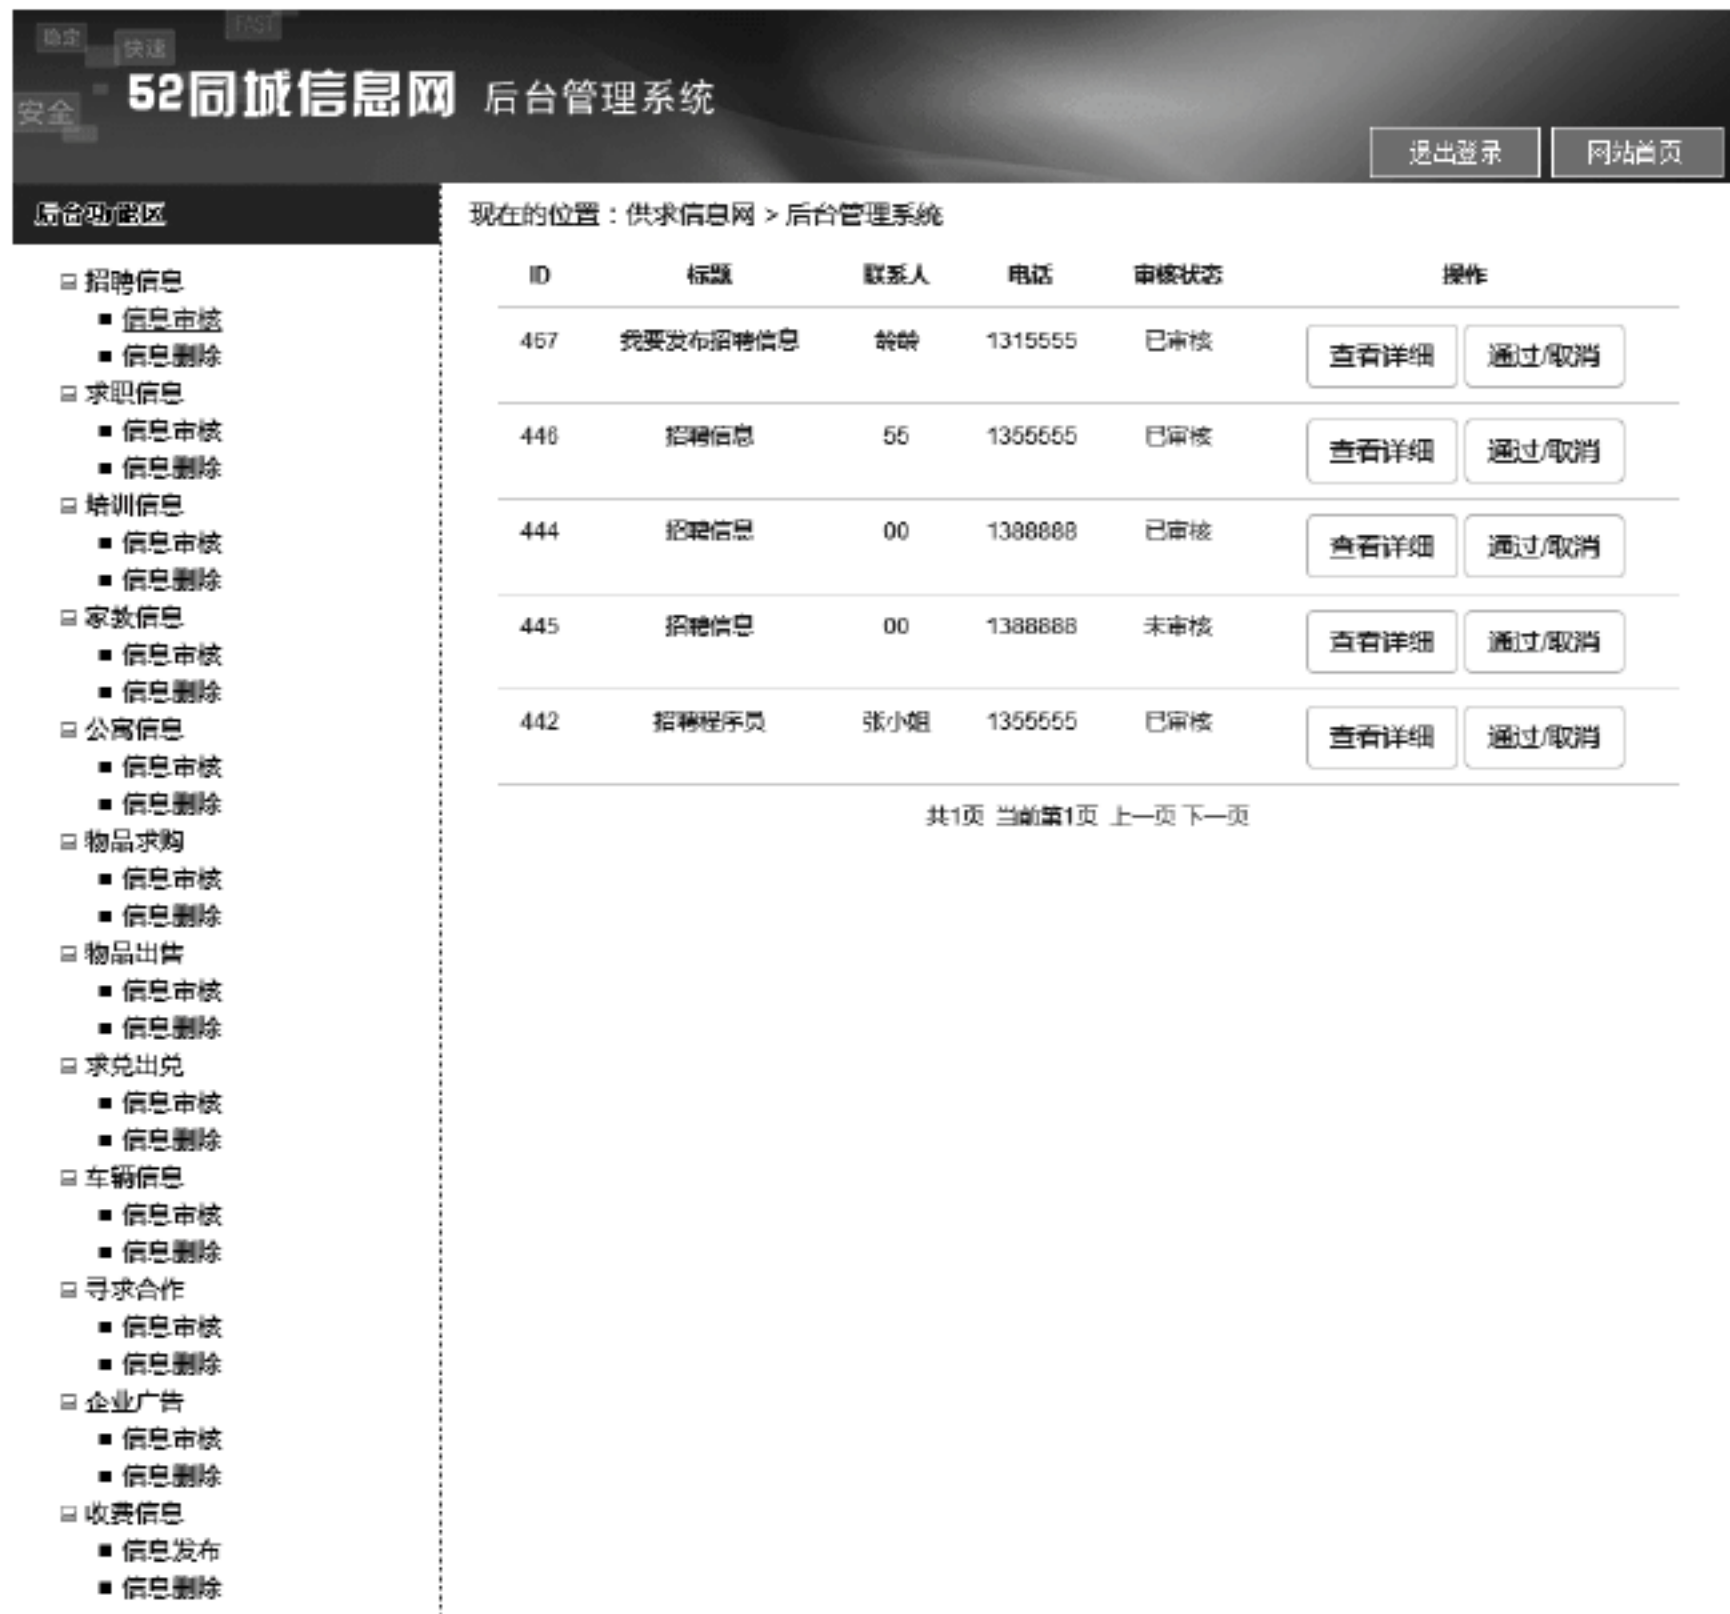 稳定
快速
FAST
安全
52同城信息网 后台管理系统
退出登录 网站首页
后台功能区
招聘信息
信息审核
信息删除
求职信息
信息审核
信息删除
培训信息
信息审核
信息删除
家教信息
信息审核
信息删除
公寓信息
信息审核
信息删除
物品求购
信息审核
信息删除
物品出售
信息审核
信息删除
求兑出兑
信息审核
信息删除
车辆信息
信息审核
信息删除
寻求合作
信息审核
信息删除
企业广告
信息审核
信息删除
收费信息
信息发布
信息删除
现在的位置：供求信息网 > 后台管理系统
ID 标题 联系人 电话 审核状态 操作
467 我要发布招聘信息 1315555 已审核 查看详细 通过/取消
446 招聘信息 55 1355555 已审核 查看详细 通过/取消
444 招聘信息 00 1388888 已审核 查看详细 通过/取消
445 招聘信息 00 1388888 未审核 查看详细 通过/取消
442 招聘程序员 张小姐 1355555 已审核 查看详细 通过/取消
共1页 当前第1页 上一页 下一页